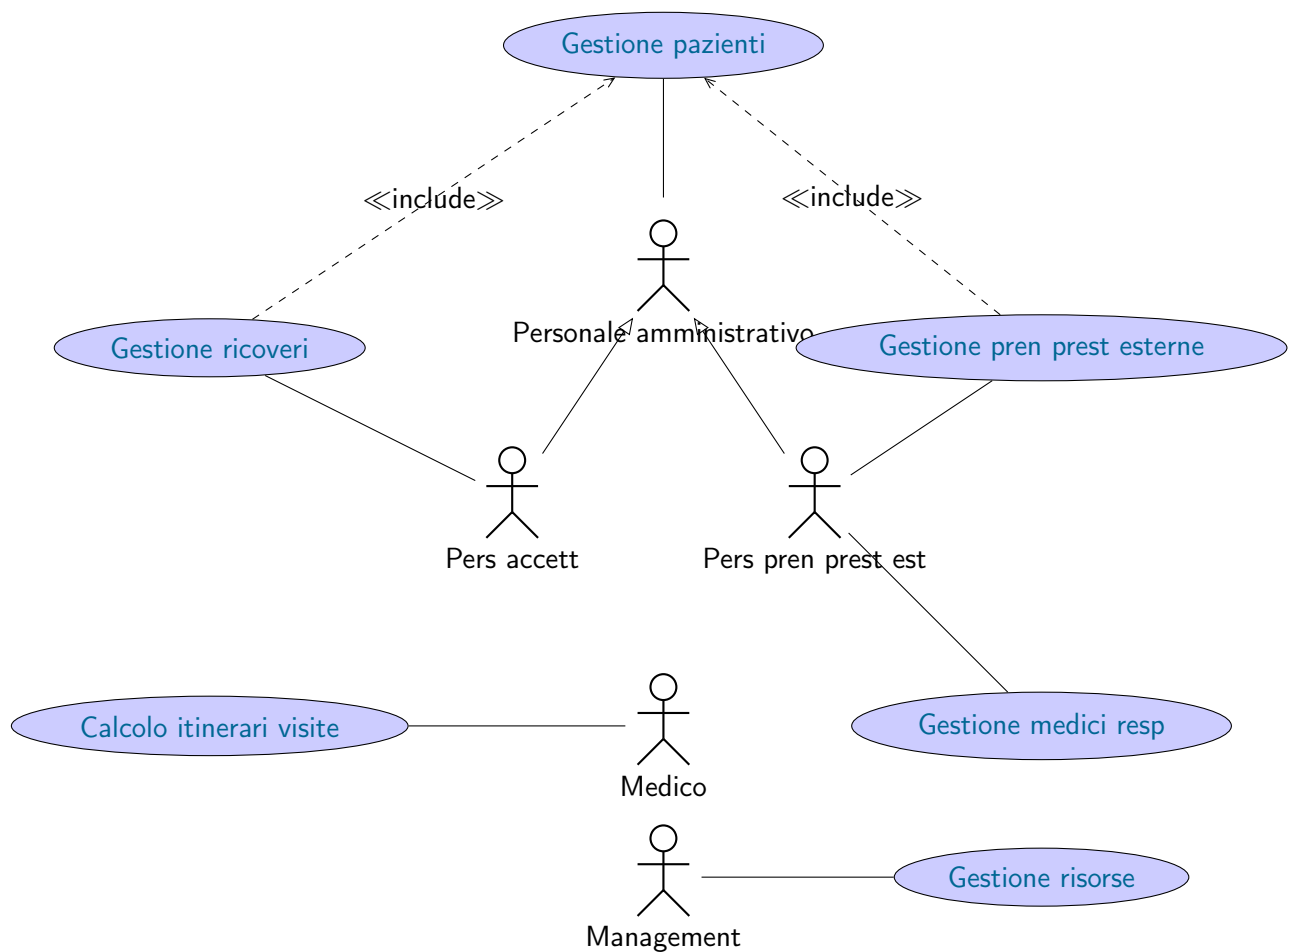 Gestione pazienti
≪include≫
≪include≫
Personale amministrativo
Gestione ricoveri
Gestione pren prest esterne
Pers accett
Pers pren prest est
Calcolo itinerari visite
Gestione medici resp
Medico
Gestione risorse
Management